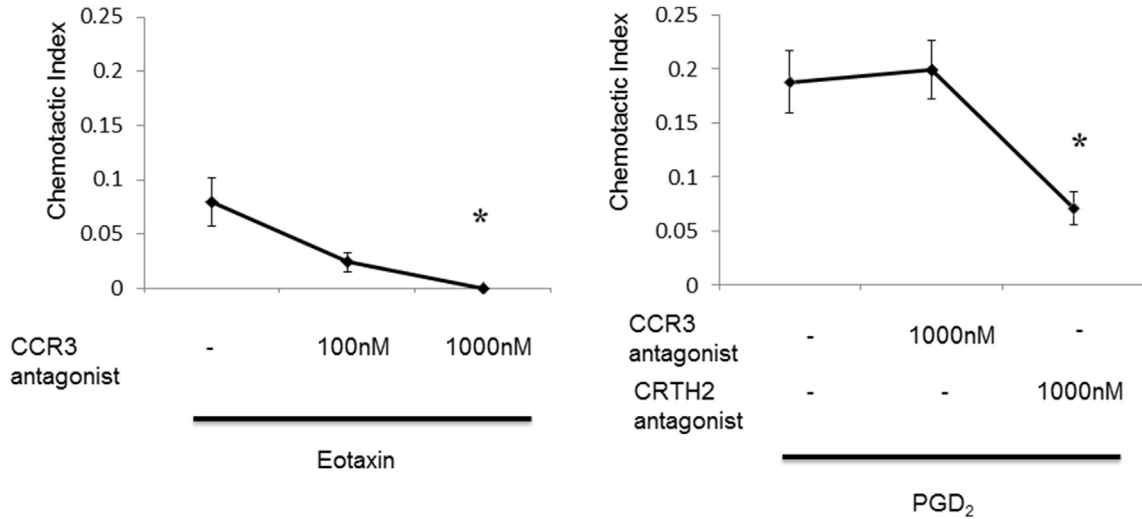 Chemotactic Index
0.25
0.2
0.15
0.1
0.05
0
*
CCR3
antagonist
- 100nM 1000nM
Eotaxin
Chemotactic Index
0.25
0.2
0.15
0.1
0.05
0
*
CCR3
antagonist
- 1000nM -
CRTH2
antagonist
- - 1000nM
PGD₂